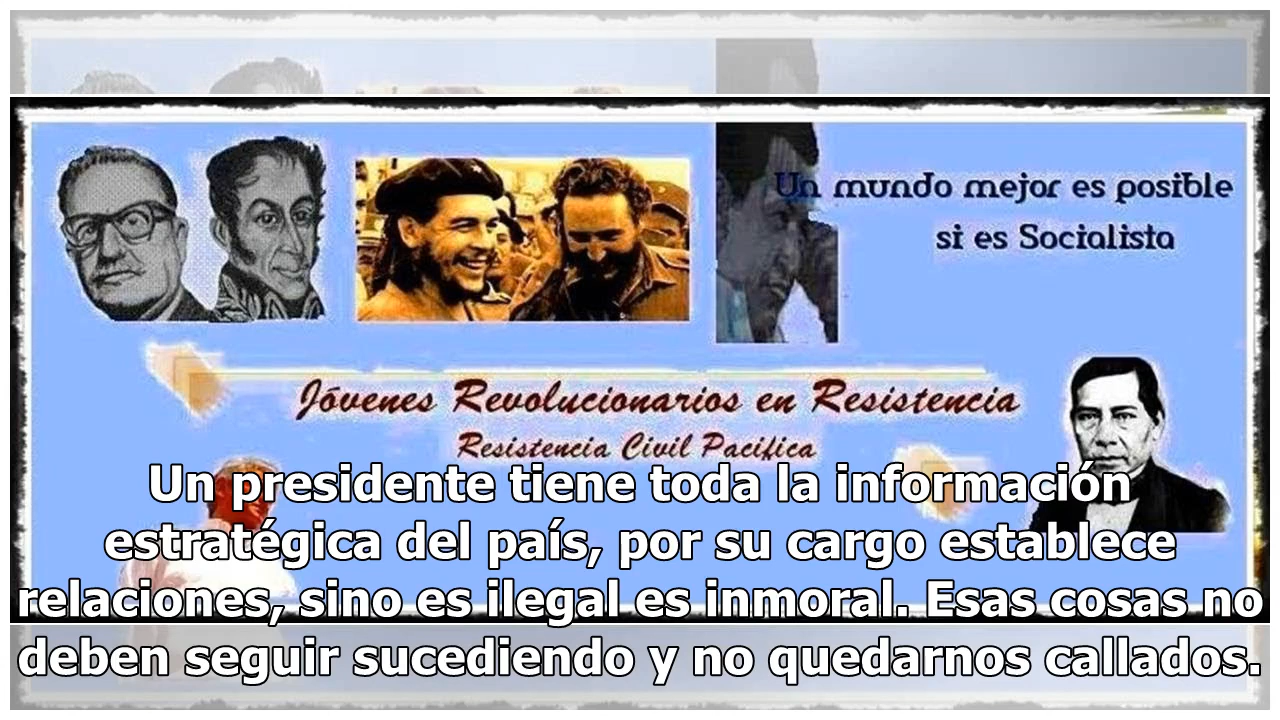 Un mundo mejor es posible
si es Socialista
Jóvenes Revolucionarios en Resistencia
Resistencia Civil Pacifica
Un presidente tiene toda la información
estratégica del país, por su cargo establece
relaciones, sino es ilegal es inmoral. Esas cosas no
deben seguir sucediendo y no quedarnos callados.